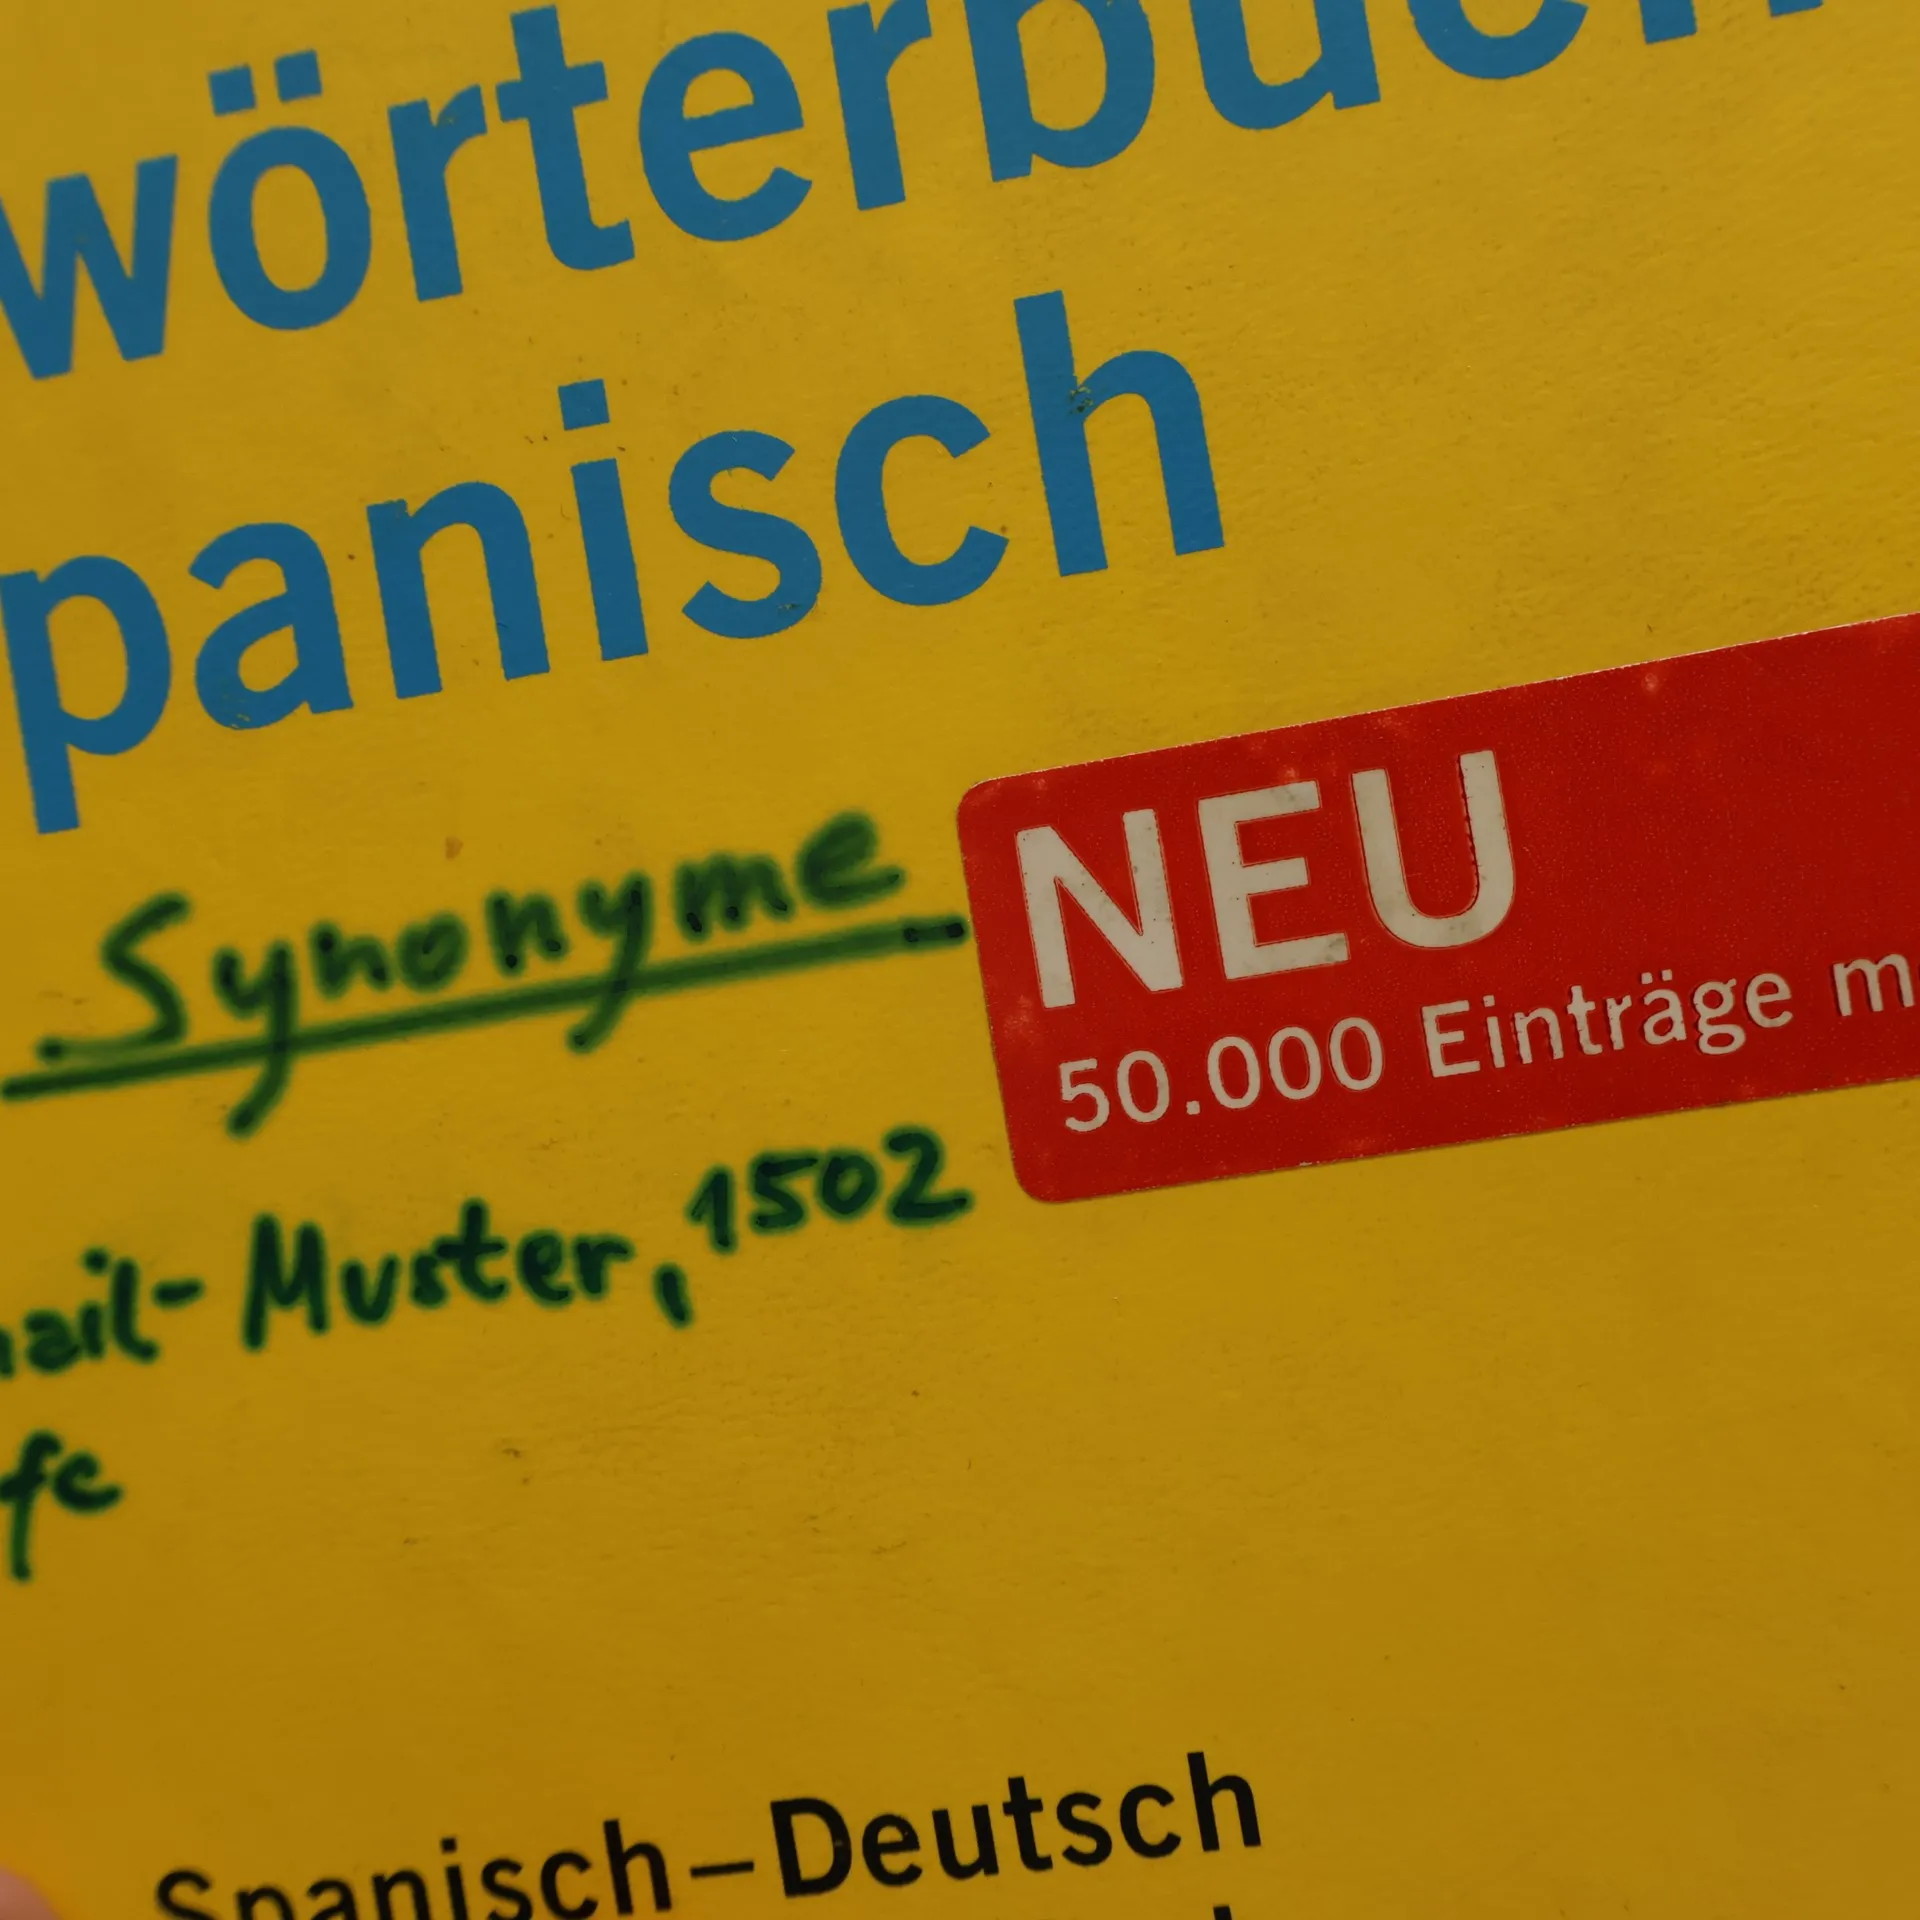 wörterbuch
panisch
Synonyme
NEU
50.000 Einträge m
ail-Muster, 1502
fe
Spanisch–Deutsch